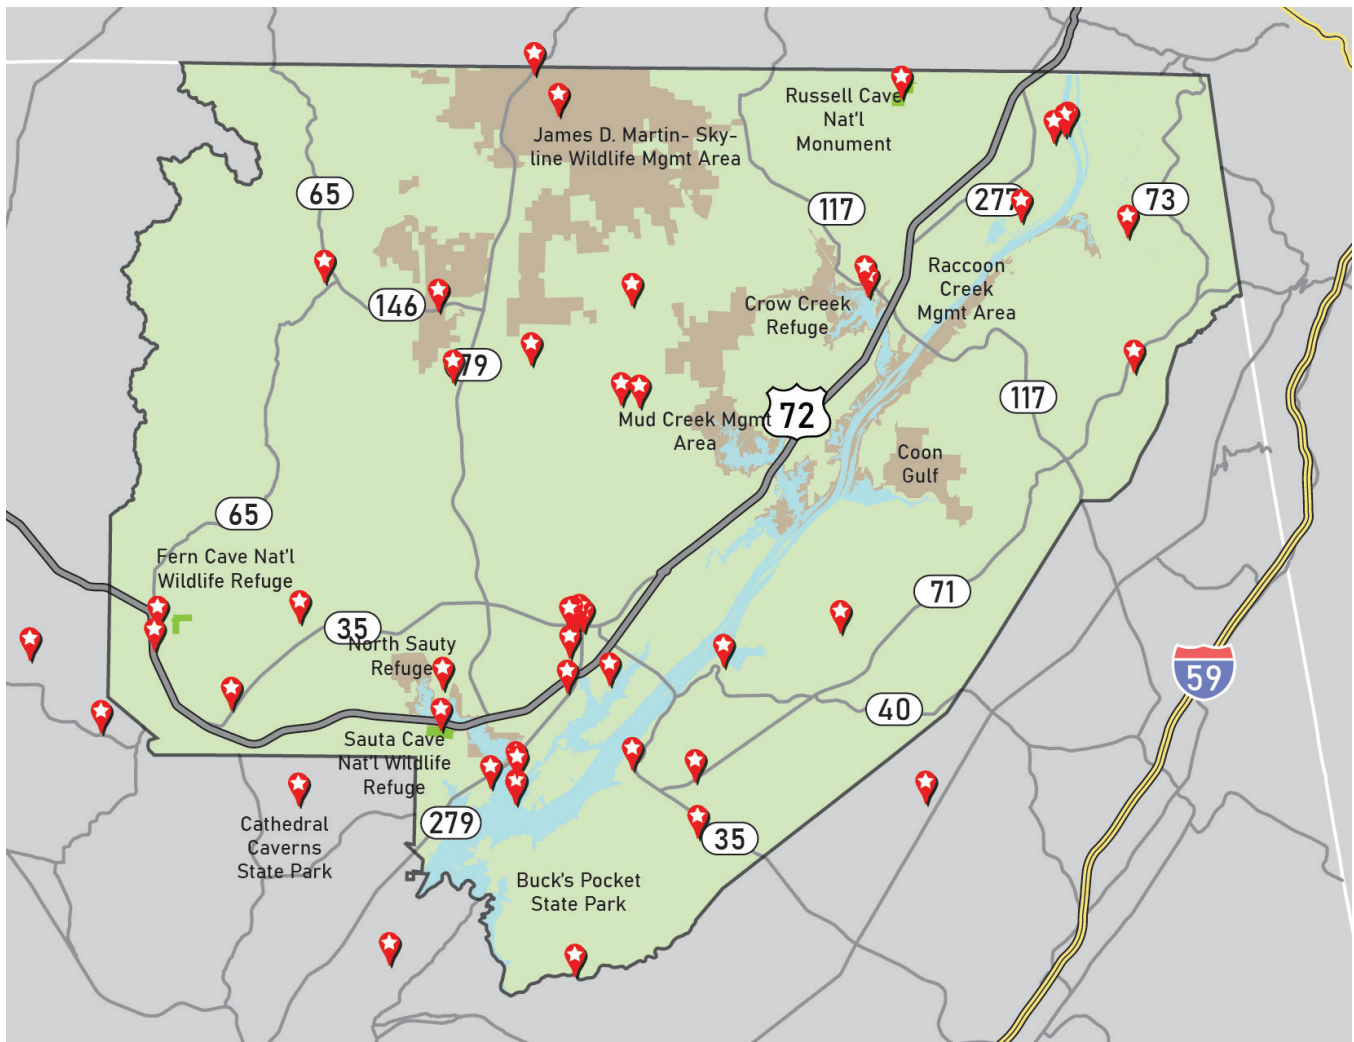 Russell Cave
Nat'l
Monument
James D. Martin- Sky-
line Wildlife Mgmt Area
65
117
277
73
146
Crow Creek
Refuge
Raccoon
Creek
Mgmt Area
79
72
117
Mud Creek Mgmt
Area
Coon
Gulf
65
Fern Cave Nat'l
Wildlife Refuge
35
71
North Sauty
Refuge
59
40
Sauta Cave
Nat'l Wildlife
Refuge
279
35
Cathedral
Caverns
State Park
Buck's Pocket
State Park